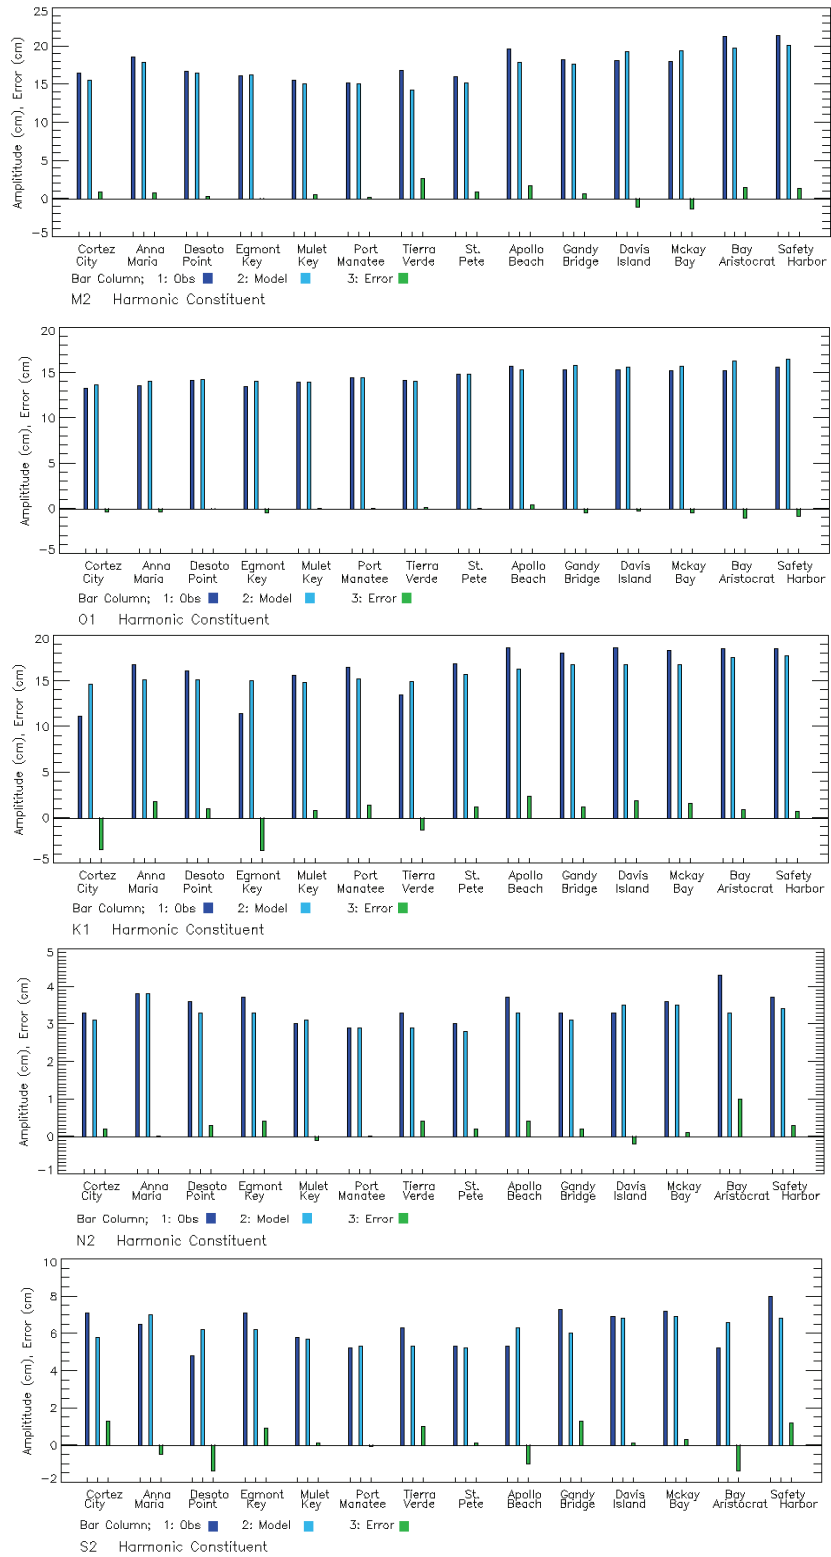 25
20
15
10
5
0
−5
Amplititude (cm), Error (cm)
Cortez Anna Desoto Egmont Mulet Port Tierra St. Apollo Gandy Davis Mckay Bay Safety
City Maria Point Key Key Manatee Verde Pete Beach Bridge Island Bay Aristocrat Harbor
Bar Column; 1: Obs 2: Model 3: Error
M2 Harmonic Constituent
20
15
10
5
0
−5
Amplititude (cm), Error (cm)
Cortez Anna Desoto Egmont Mulet Port Tierra St. Apollo Gandy Davis Mckay Bay Safety
City Maria Point Key Key Manatee Verde Pete Beach Bridge Island Bay Aristocrat Harbor
Bar Column; 1: Obs 2: Model 3: Error
O1 Harmonic Constituent
20
15
10
5
0
−5
Amplititude (cm), Error (cm)
Cortez Anna Desoto Egmont Mulet Port Tierra St. Apollo Gandy Davis Mckay Bay Safety
City Maria Point Key Key Manatee Verde Pete Beach Bridge Island Bay Aristocrat Harbor
Bar Column; 1: Obs 2: Model 3: Error
K1 Harmonic Constituent
5
4
3
2
1
0
−1
Amplititude (cm), Error (cm)
Cortez Anna Desoto Egmont Mulet Port Tierra St. Apollo Gandy Davis Mckay Bay Safety
City Maria Point Key Key Manatee Verde Pete Beach Bridge Island Bay Aristocrat Harbor
Bar Column; 1: Obs 2: Model 3: Error
N2 Harmonic Constituent
10
8
6
4
2
0
−2
Amplititude (cm), Error (cm)
Cortez Anna Desoto Egmont Mulet Port Tierra St. Apollo Gandy Davis Mckay Bay Safety
City Maria Point Key Key Manatee Verde Pete Beach Bridge Island Bay Aristocrat Harbor
Bar Column; 1: Obs 2: Model 3: Error
S2 Harmonic Constituent